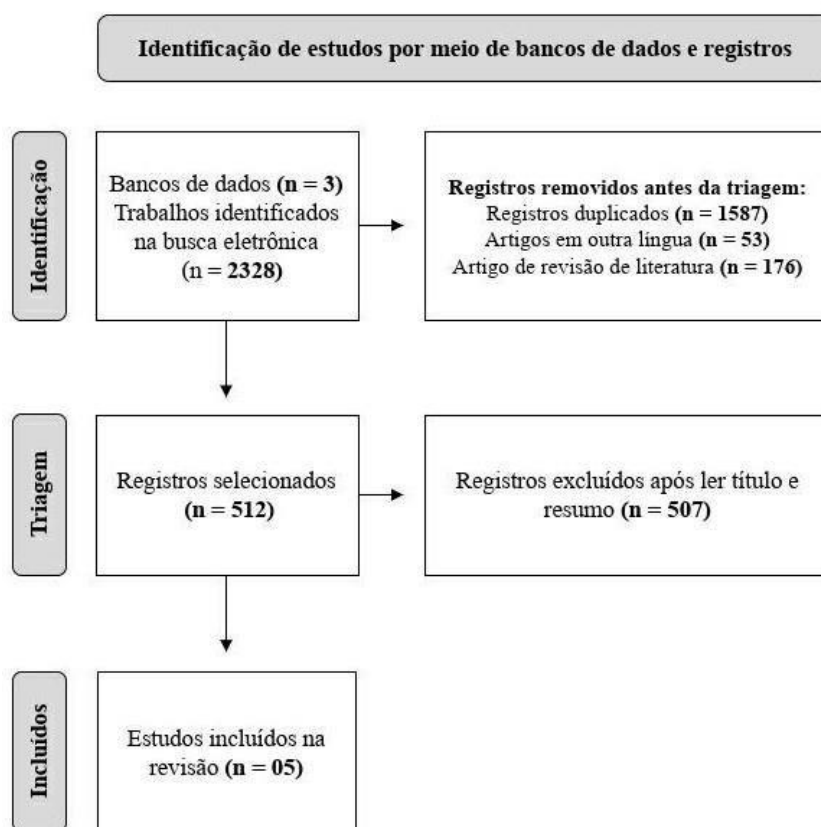 Identificação de estudos por meio de bancos de dados e registros
Identificação
Bancos de dados (n = 3)
Trabalhos identificados
na busca eletrônica
(n = 2328)
Registros removidos antes da triagem:
Registros duplicados (n = 1587)
Artigos em outra língua (n = 53)
Artigo de revisão de literatura (n = 176)
Triagem
Registros selecionados
(n = 512)
Registros excluídos após ler título e
resumo (n = 507)
Incluídos
Estudos incluídos na
revisão (n = 05)